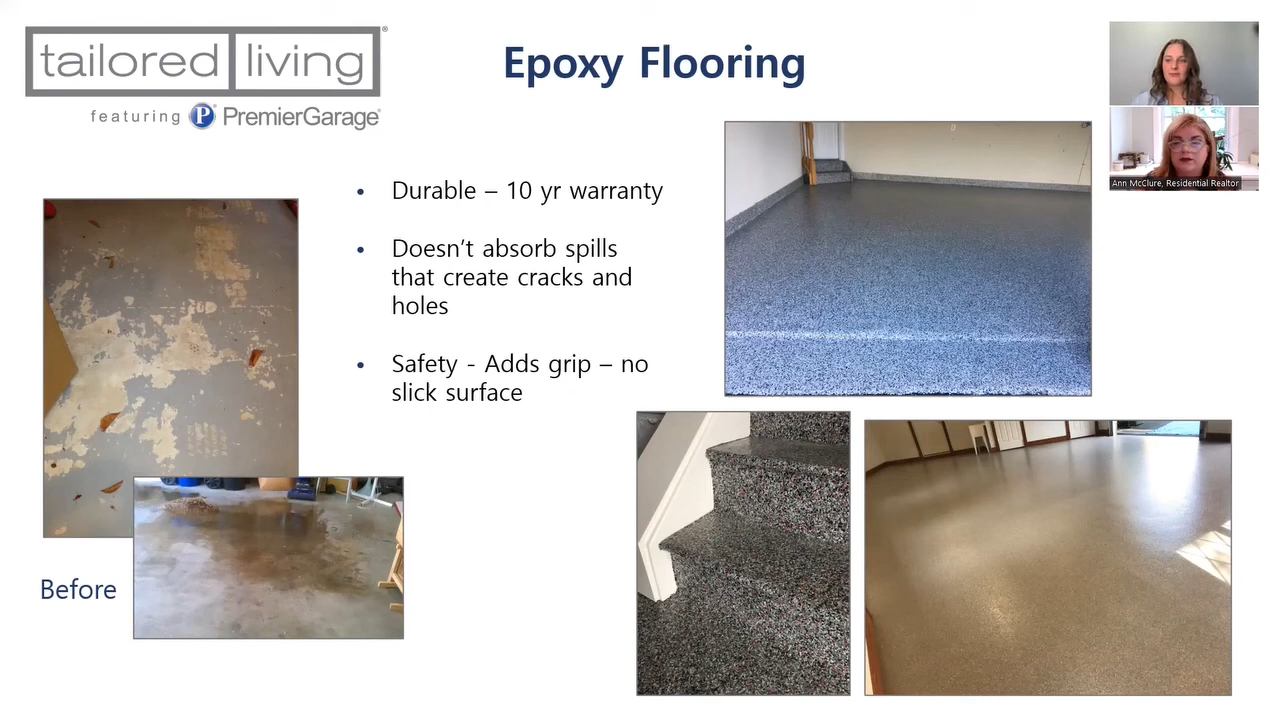 tailored living®
featuring P® PremierGarage®
Epoxy Flooring
Ann McClure, Residential Realtor
• Durable – 10 yr warranty
• Doesn’t absorb spills
that create cracks and
holes
• Safety - Adds grip – no
slick surface
Before